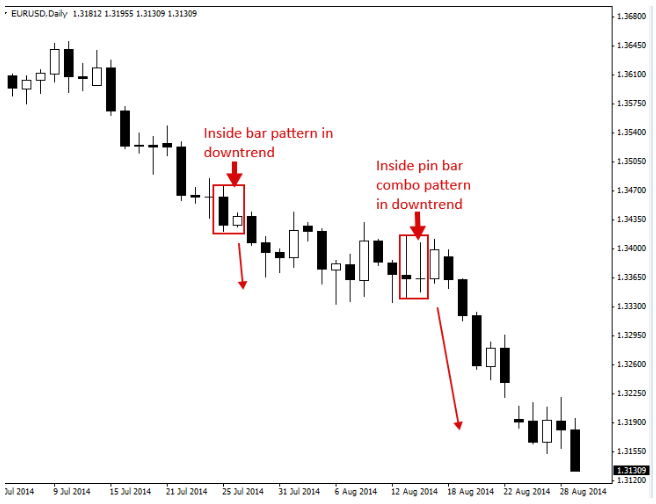 EURUSD,Daily 1.31812 1.31955 1.31309 1.31309
1.36800
1.36450
1.36100
1.35750
1.35400
Inside bar pattern in
downtrend
1.35050
Inside pin bar
combo pattern
in downtrend
1.34700
1.34350
1.34000
1.33650
1.33300
1.32950
1.32600
1.32250
1.31900
1.31550
1.31309
1.31200
Jul 2014 9 Jul 2014 15 Jul 2014 21 Jul 2014 25 Jul 2014 31 Jul 2014 6 Aug 2014 12 Aug 2014 18 Aug 2014 22 Aug 2014 28 Aug 2014